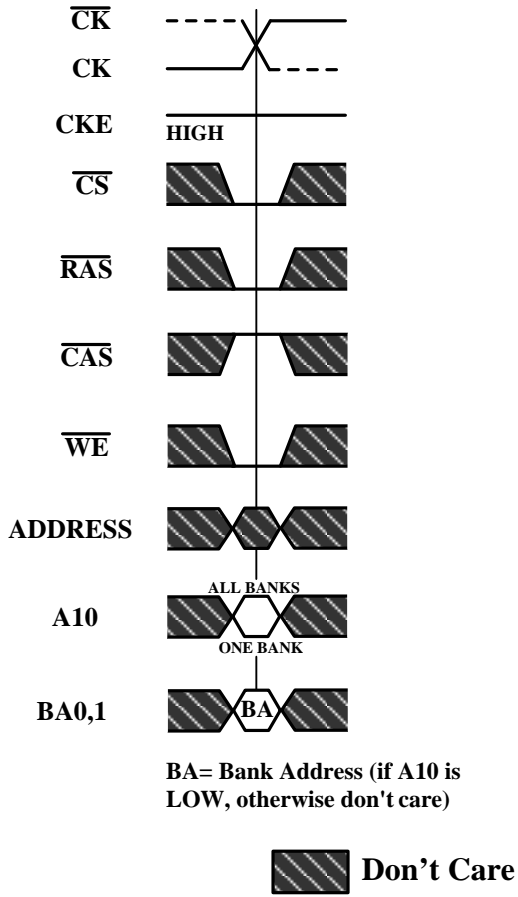 CK
CK
CKE HIGH
CS
RAS
CAS
WE
ADDRESS
ALL BANKS
A10
ONE BANK
BA0,1 BA
BA= Bank Address (if A10 is
LOW, otherwise don't care)
Don't Care